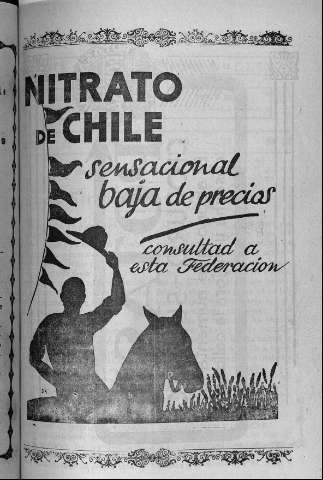 NITRATO
DE CHILE
sensacional
baja de precios
consultad a
esta Federacion